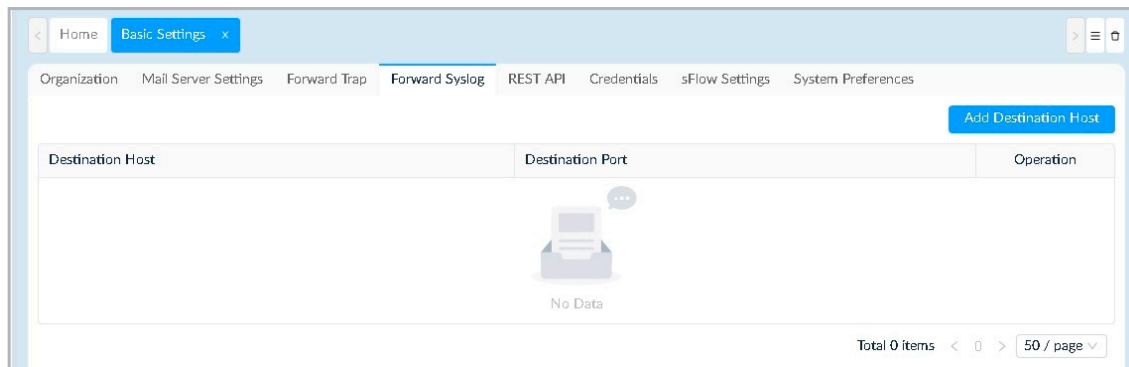 Home Basic Settings x
Organization Mail Server Settings Forward Trap Forward Syslog REST API Credentials sFlow Settings System Preferences
Add Destination Host
Destination Host Destination Port Operation
No Data
Total 0 items < 0 > 50 / page